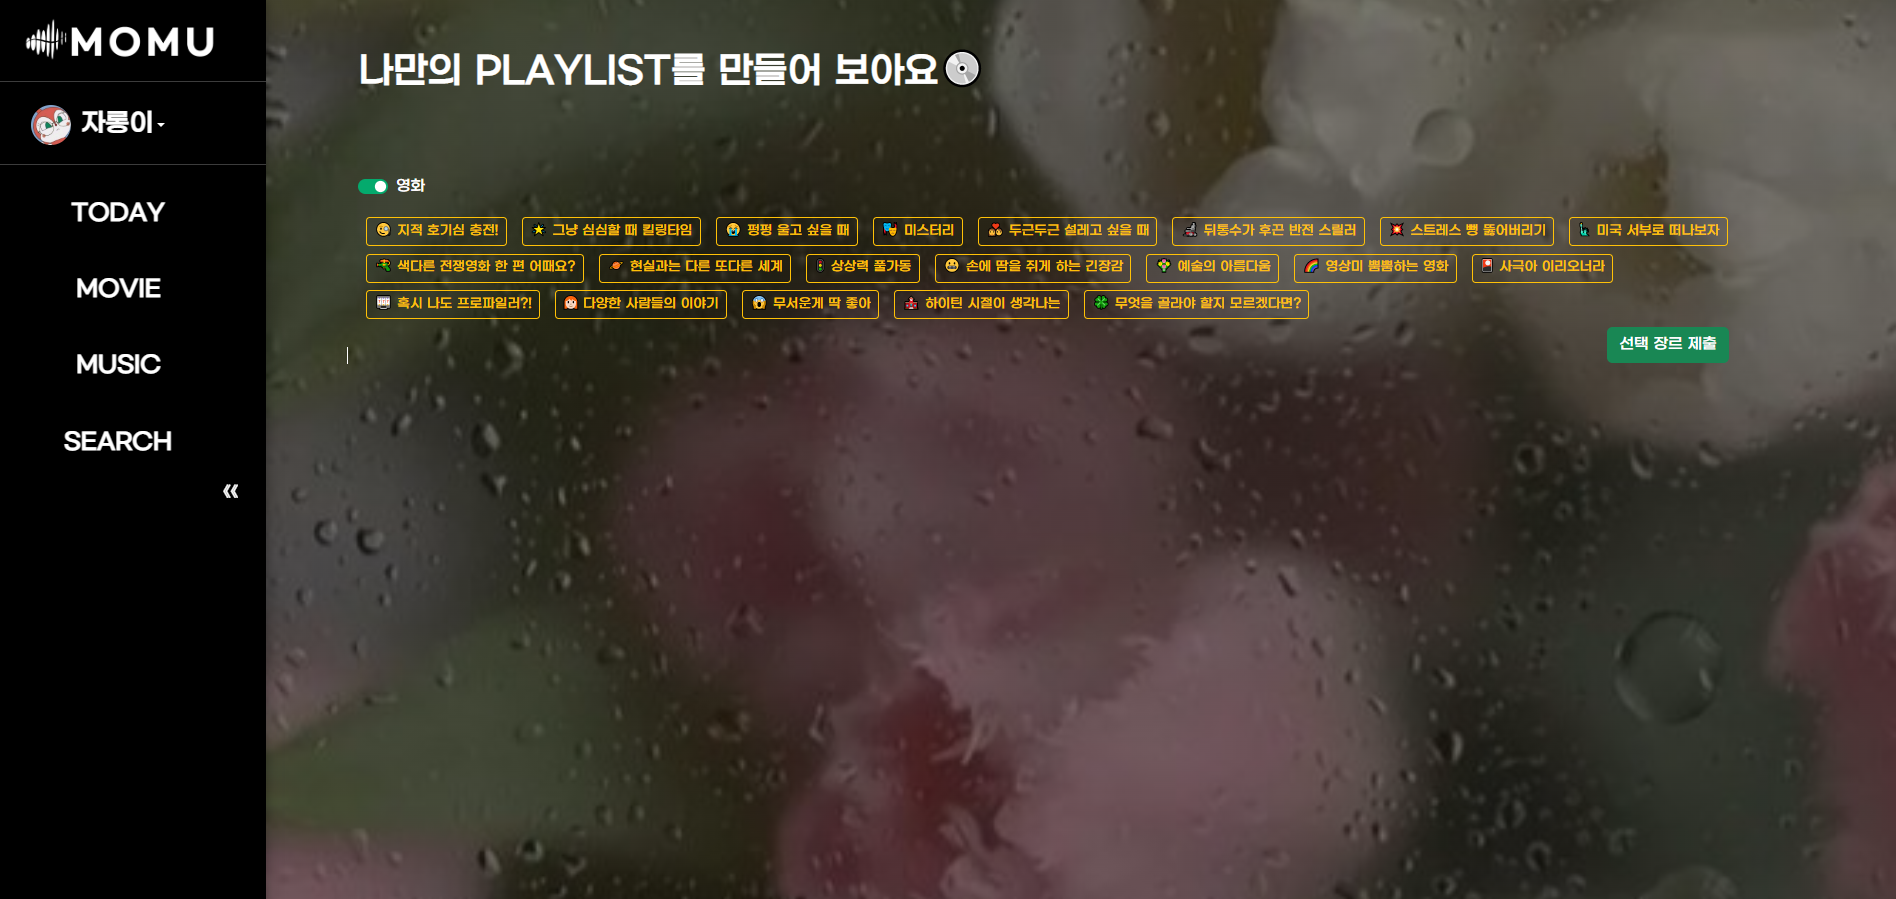 MOMU
자롱이
TODAY
MOVIE
MUSIC
SEARCH
«
나만의 PLAYLIST를 만들어 보아요
영화
지적 호기심 충전!
그냥 심심할 때 킬링타임
펑펑 울고 싶을 때
미스터리
두근두근 설레고 싶을 때
뒤통수가 후끈 반전 스릴러
스트레스 뻥 뚫어버리기
미국 서부로 떠나보자
색다른 전쟁영화 한 편 어때요?
현실과는 다른 또다른 세계
상상력 풀가동
손에 땀을 쥐게 하는 긴장감
예술의 아름다움
영상미 뿜뿜하는 영화
사극아 이리오너라
혹시 나도 프로파일러?!
다양한 사람들의 이야기
무서운게 딱 좋아
하이틴 시절이 생각나는
무엇을 골라야 할지 모르겠다면?
선택 장르 제출